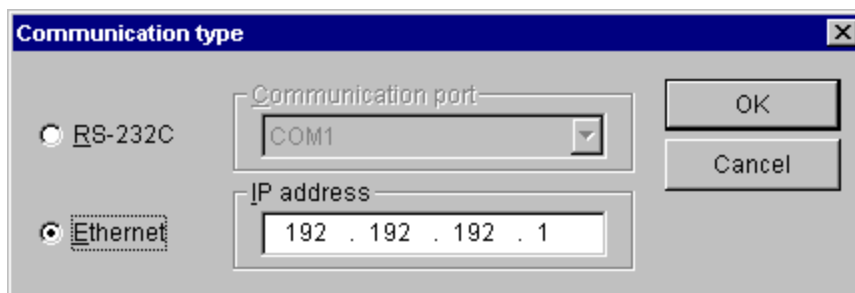 Communication type
Communication port
RS-232C
COM1
OK
Cancel
IP address
Ethernet
192 . 192 . 192 . 1